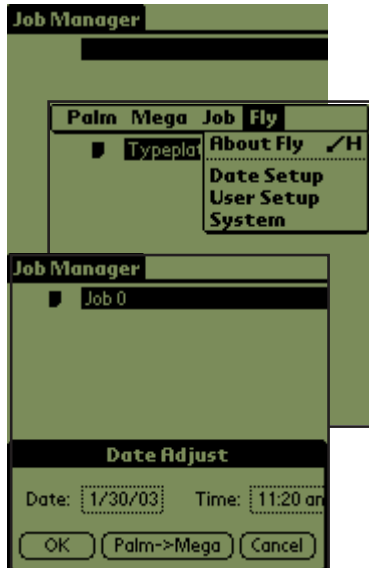 Job Manager
Palm Mega Job Fly
Typeplat
About Fly H
Date Setup
User Setup
System
Job Manager
Job 0
Date Adjust
Date: 1/30/03 Time: 11:20 am
OK Palm->Mega Cancel